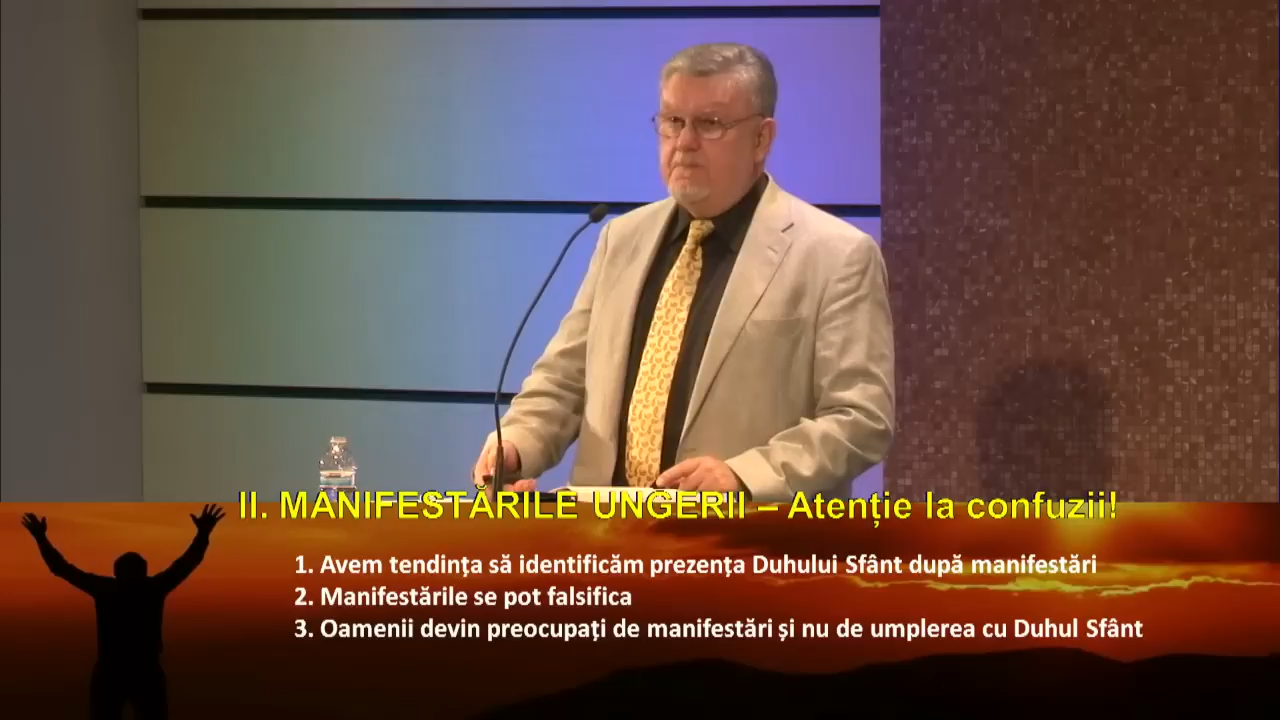 II. MANIFESTĂRILE UNGERII – Atenție la confuzii!
1. Avem tendința să identificăm prezența Duhului Sfânt după manifestări
2. Manifestările se pot falsifica
3. Oamenii devin preocupați de manifestări și nu de umplerea cu Duhul Sfânt